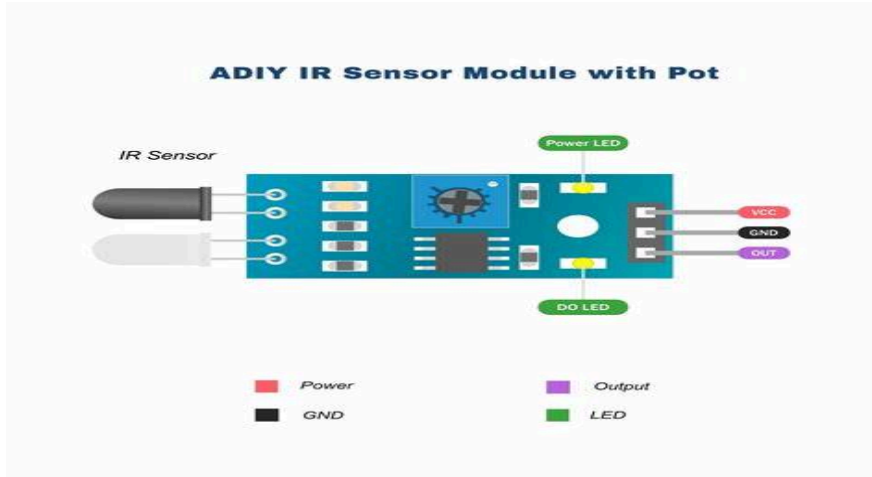 ADIY IR Sensor Module with Pot
IR Sensor
Power LED
VCC
GND
OUT
DO LED
Power
Output
GND
LED